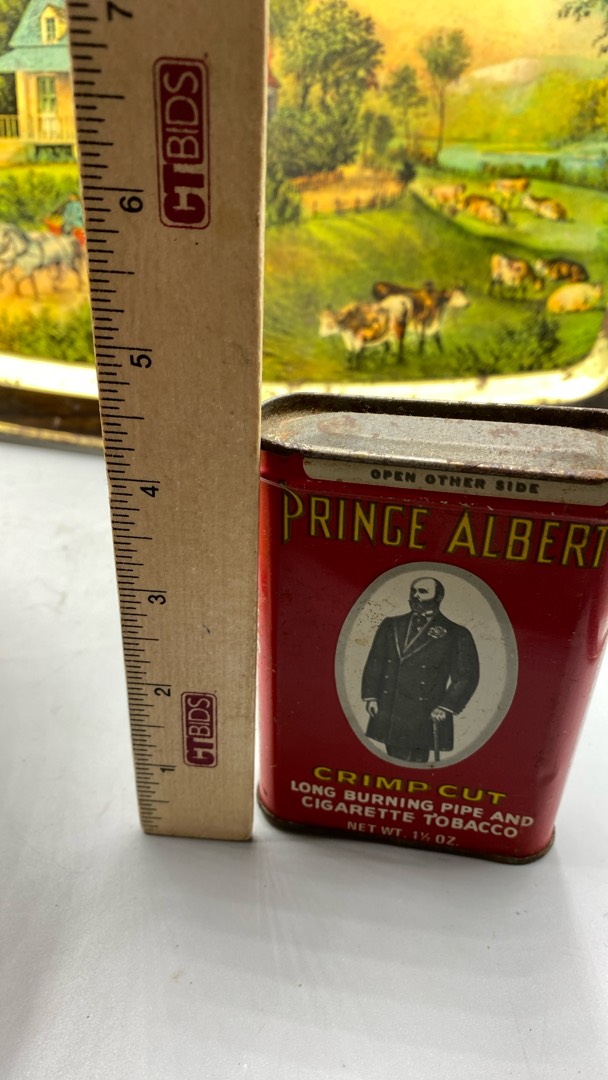 7
CTBIDS
6
5
4
3
2
CTBIDS
1
OPEN OTHER SIDE
PRINCE ALBERT
CRIMP CUT
LONG BURNING PIPE AND
CIGARETTE TOBACCO
NET WT. 1½ OZ.